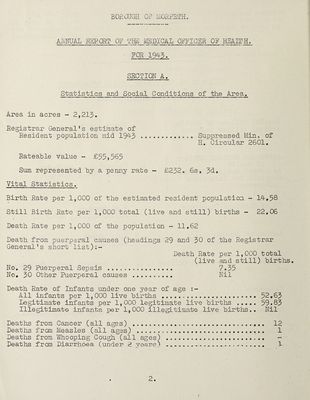 BOROUGH OF MORPETH.
ANNUAL REPORT OF THE MEDICAL OFFICER OF HEALTH.
FOR 1943.
SECTION A.
Statistics and Social Conditions of the Area.
Area in acres - 2,213.
Registrar General's estimate of
Resident population mid 1943 ............ Suppressed Min. of
H. Circular 2601.
Rateable value - £55,565
Sum represented by a penny rate - £232. 6s. 3d.
Vital Statistics.
Birth Rate per 1,000 of the estimated resident population - 14.58
Still Birth Rate per 1,000 total (live and still) births - 22.06
Death Rate per 1,000 of the population - 11.62
Death from puerperal causes (headings 29 and 30 of the Registrar
General's short list):-
Death Rate per 1,000 total
(live and still) births.
No. 29 Puerperal Sepsis ............... 7.35
No. 30 Other Puerperal causes .......... Nil
Death Rate of Infants under one year of age :-
All infants per 1,000 live births ...................... 52.63
Legitimate infants per 1,000 legitimate live births ..... 59.83
Illegitimate infants per 1,000 illegitimate live births.. Nil
Deaths from Cancer (all ages) ................................ 12
Deaths from Measles (all ages) ............................... 1
Deaths from Whooping Cough (all ages) ........................ -
Deaths from Diarrhoea (under 2 years) ........................ 1
2.